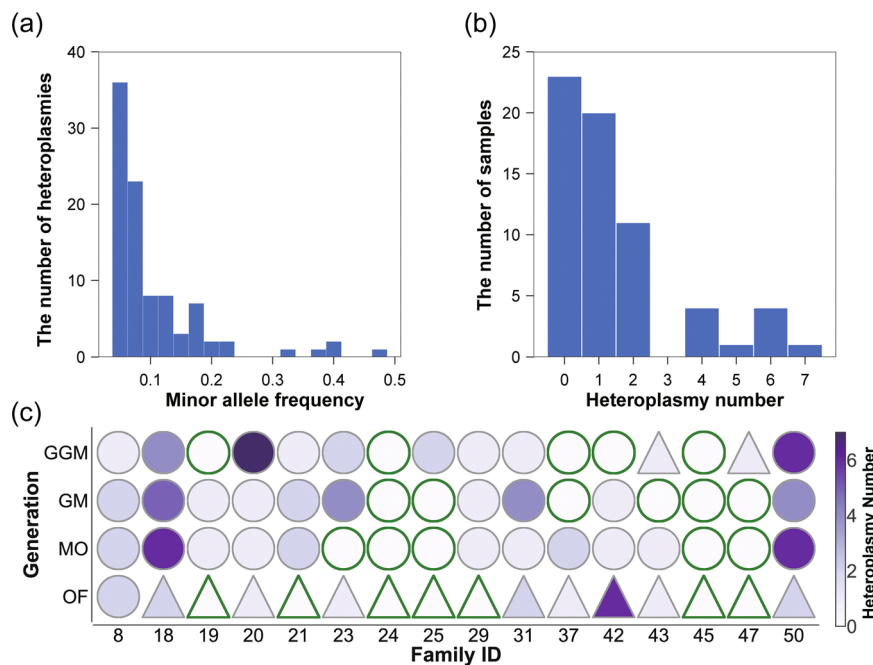 (a)
(b)
40
30
20
10
0
The number of heteroplasmies
0.1 0.2 0.3 0.4 0.5
Minor allele frequency
25
20
15
10
5
0
The number of samples
0 1 2 3 4 5 6 7
Heteroplasmy number
(c)
Generation
GGM
GM
MO
OF
8 18 19 20 21 23 24 25 29 31 37 42 43 45 47 50
Family ID
6
4
2
0
Heteroplasmy Number